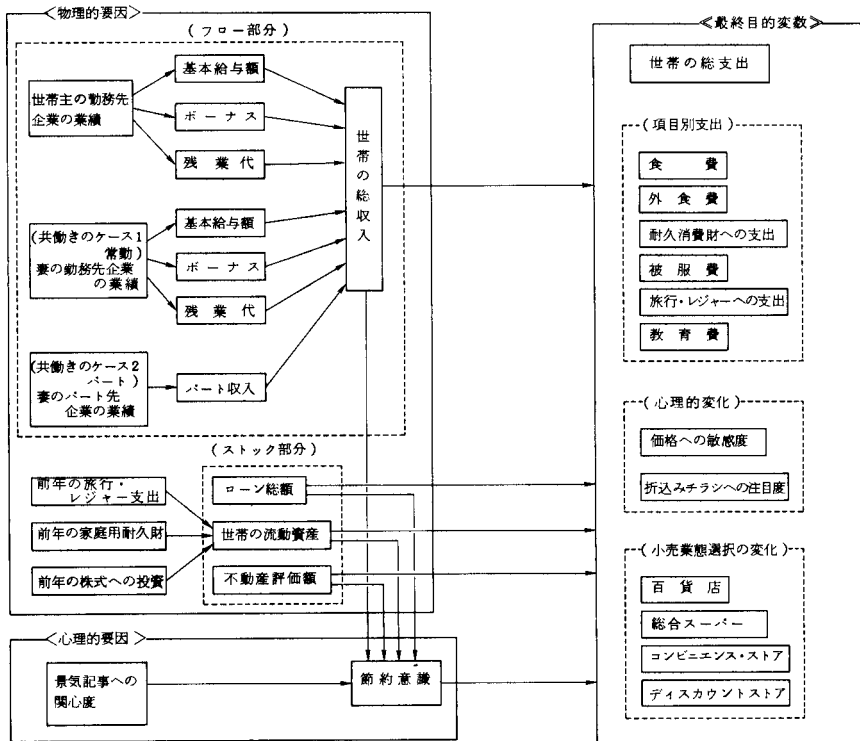 ＜物理的要因＞
(フロー部分)
世帯主の勤務先
企業の業績
基本給与額
ボーナス
残業代
(共働きのケース1
常勤)
妻の勤務先企業
の業績
基本給与額
ボーナス
残業代
(共働きのケース2
パート)
妻のパート先
企業の業績
パート収入
世帯の総収入
(ストック部分)
前年の旅行・
レジャー支出
前年の家庭用耐久財
前年の株式への投資
ローン総額
世帯の流動資産
不動産評価額
＜心理的要因＞
景気記事への
関心度
節約意識
≪最終目的変数≫
世帯の総支出
(項目別支出)
食費
外食費
耐久消費財への支出
被服費
旅行・レジャーへの支出
教育費
(心理的変化)
価格への敏感度
折込みチラシへの注目度
(小売業態選択の変化)
百貨店
総合スーパー
コンビニエンス・ストア
ディスカウントストア